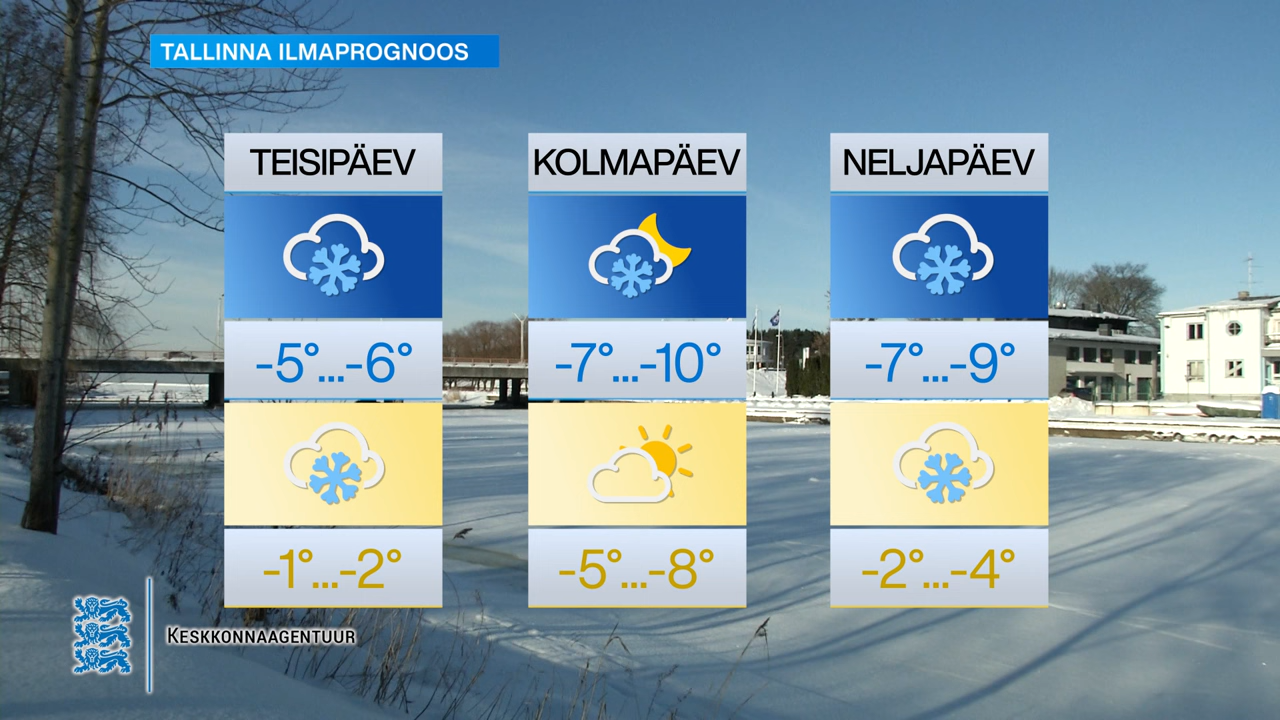 TALLINNA ILMAPROGNOOS
TEISIPÄEV
-5°...-6°
-1°...-2°
KOLMAPÄEV
-7°...-10°
-5°...-8°
NELJAPÄEV
-7°...-9°
-2°...-4°
KESKKONNAAGENTUUR